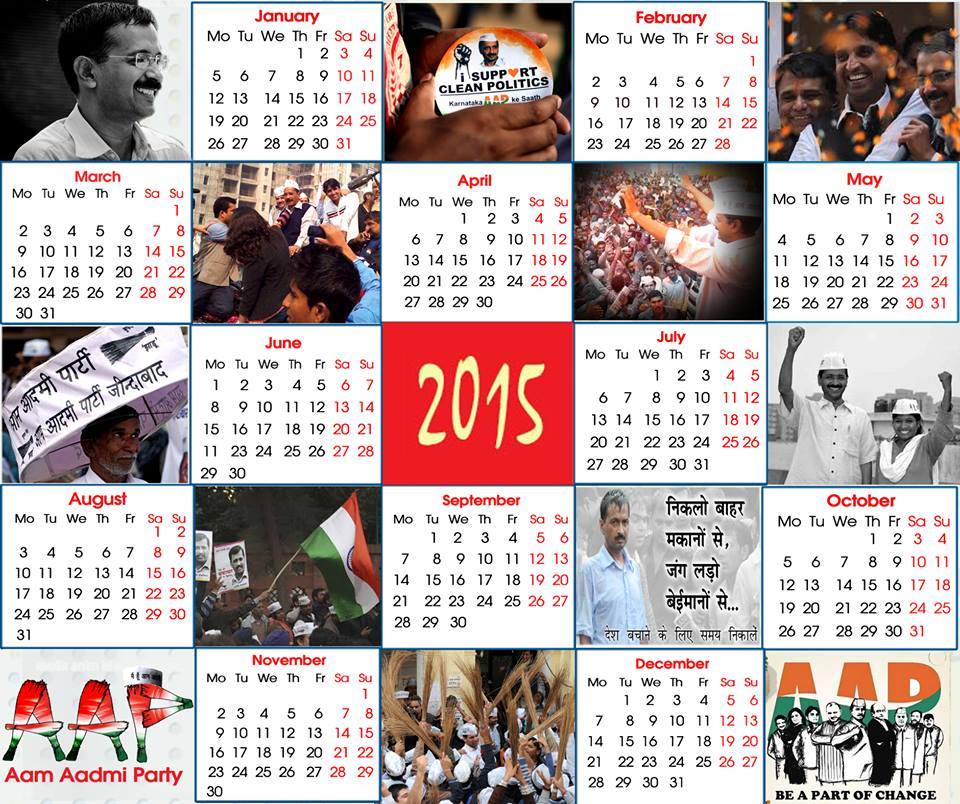 January
Mo Tu We Th Fr Sa Su
1 2 3 4
5 6 7 8 9 10 11
12 13 14 15 16 17 18
19 20 21 22 23 24 25
26 27 28 29 30 31
I SUPP♥RT
CLEAN POLITICS
Karnataka AAP ke Saath
February
Mo Tu We Th Fr Sa Su
1
2 3 4 5 6 7 8
9 10 11 12 13 14 15
16 17 18 19 20 21 22
23 24 25 26 27 28
March
Mo Tu We Th Fr Sa Su
1
2 3 4 5 6 7 8
9 10 11 12 13 14 15
16 17 18 19 20 21 22
23 24 25 26 27 28 29
30 31
April
Mo Tu We Th Fr Sa Su
1 2 3 4 5
6 7 8 9 10 11 12
13 14 15 16 17 18 19
20 21 22 23 24 25 26
27 28 29 30
May
Mo Tu We Th Fr Sa Su
1 2 3
4 5 6 7 8 9 10
11 12 13 14 15 16 17
18 19 20 21 22 23 24
25 26 27 28 29 30 31
आदमी पार्टी
आम आदमी पार्टी जीन्दाबाद
June
Mo Tu We Th Fr Sa Su
1 2 3 4 5 6 7
8 9 10 11 12 13 14
15 16 17 18 19 20 21
11 23 24 25 26 27 28
29 30
2015
July
Mo Tu We Th Fr Sa Su
1 2 3 4 5
6 7 8 9 10 11 12
13 14 15 16 17 18 19
20 21 22 23 24 25 26
27 28 29 30 31
August
Mo Tu We Th Fr Sa Su
1 2
3 4 5 6 7 8 9
10 11 12 13 14 15 16
17 18 19 20 21 22 23
24 25 26 27 28 29 30
31
September
Mo Tu We Th Fr Sa Su
1 2 3 4 5 6
7 8 9 10 11 12 13
14 15 16 17 18 19 20
21 22 23 24 25 26 27
28 29 30
निकलो बाहर
मकानों से,
जंग लड़ो
बेईमानों से...
देश बचाने के लिए समय निकालें
October
Mo Tu We Th Fr Sa Su
1 2 3 4
5 6 7 8 9 10 11
12 13 14 15 16 17 18
19 20 21 22 23 24 25
26 27 28 29 30 31
AAP
Aam Aadmi Party
November
Mo Tu We Th Fr Sa Su
1
2 3 4 5 6 7 8
9 10 11 12 13 14 15
16 17 18 19 20 21 22
23 24 25 26 27 28 29
30
December
Mo Tu We Th Fr Sa Su
1 2 3 4 5 6
7 8 9 10 11 12 13
14 15 16 17 18 19 20
21 22 23 24 25 26 27
28 29 30 31
AAP
BE A PART OF CHANGE